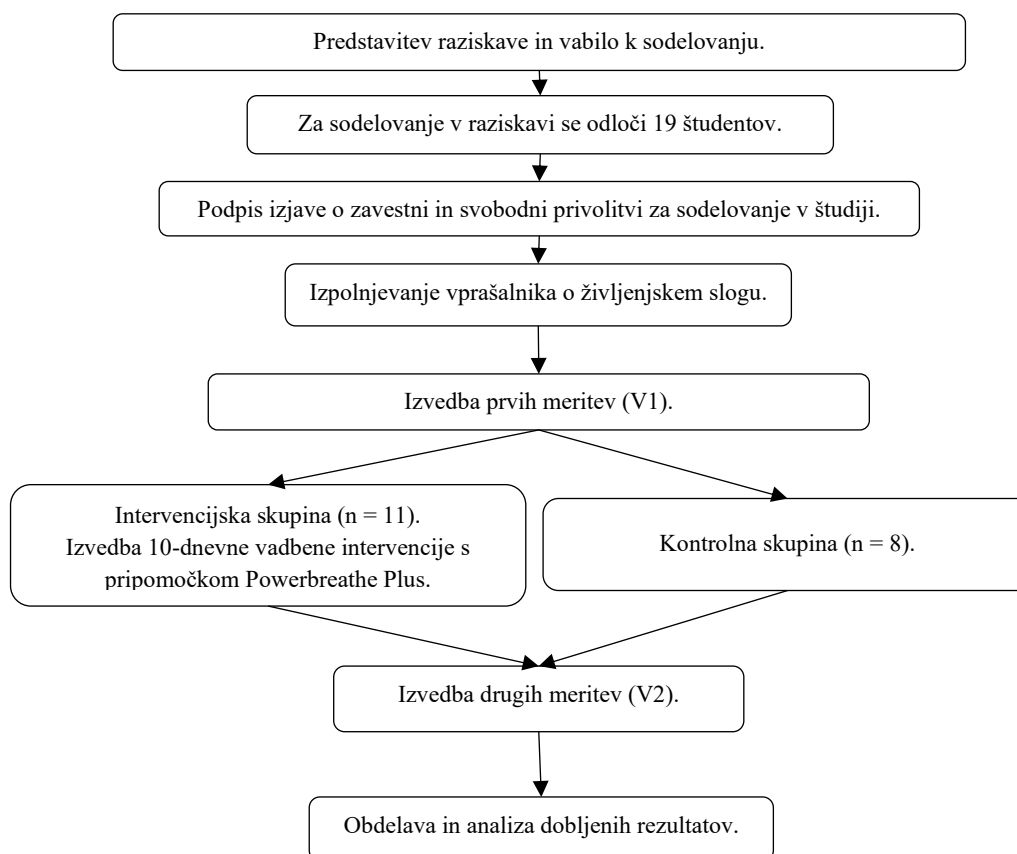 Predstavitev raziskave in vabilo k sodelovanju.
Za sodelovanje v raziskavi se odloči 19 študentov.
Podpis izjave o zavestni in svobodni privolitvi za sodelovanje v študiji.
Izpolnjevanje vprašalnika o življenjskem slogu.
Izvedba prvih meritev (V1).
Intervencijska skupina (n = 11).
Izvedba 10-dnevne vadbene intervencije s
pripomočkom Powerbreathe Plus.
Kontrolna skupina (n = 8).
Izvedba drugih meritev (V2).
Obdelava in analiza dobljenih rezultatov.